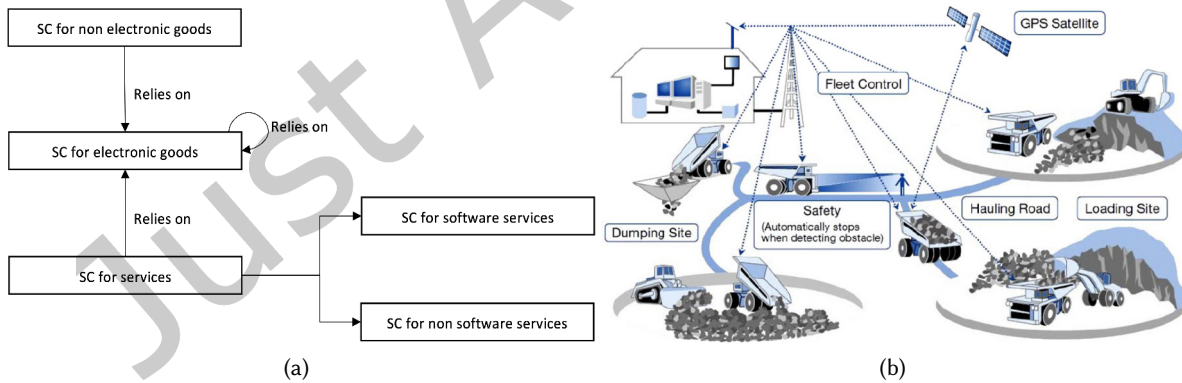 SC for non electronic goods
Relies on
Relies on
SC for electronic goods
Relies on
SC for software services
SC for services
SC for non software services
(a)
GPS Satellite
Fleet Control
Safety
(Automatically stops
when detecting obstacle)
Hauling Road
Loading Site
Dumping Site
(b)
Just A